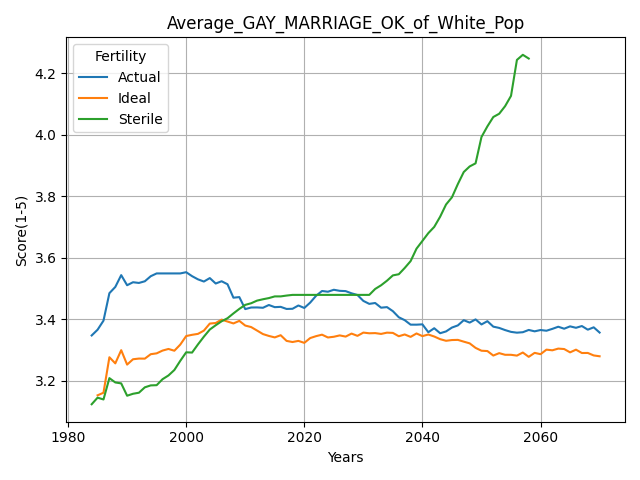 Average_GAY_MARRIAGE_OK_of_White_Pop
Fertility
Actual
Ideal
Sterile
Score(1-5)
4.2
4.0
3.8
3.6
3.4
3.2
1980 2000 2020 2040 2060
Years